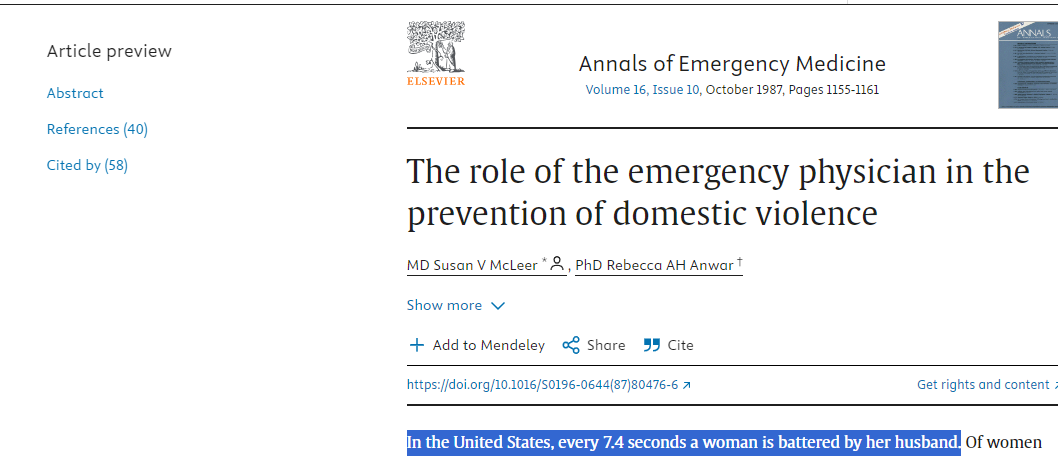 Article preview
Abstract
References (40)
Cited by (58)
ELSEVIER
Annals of Emergency Medicine
Volume 16, Issue 10, October 1987, Pages 1155-1161
ANNALS
The role of the emergency physician in the
prevention of domestic violence
MD Susan V McLeer *, PhD Rebecca AH Anwar †
Show more
Add to Mendeley Share Cite
https://doi.org/10.1016/S0196-0644(87)80476-6
Get rights and content
In the United States, every 7.4 seconds a woman is battered by her husband. Of women